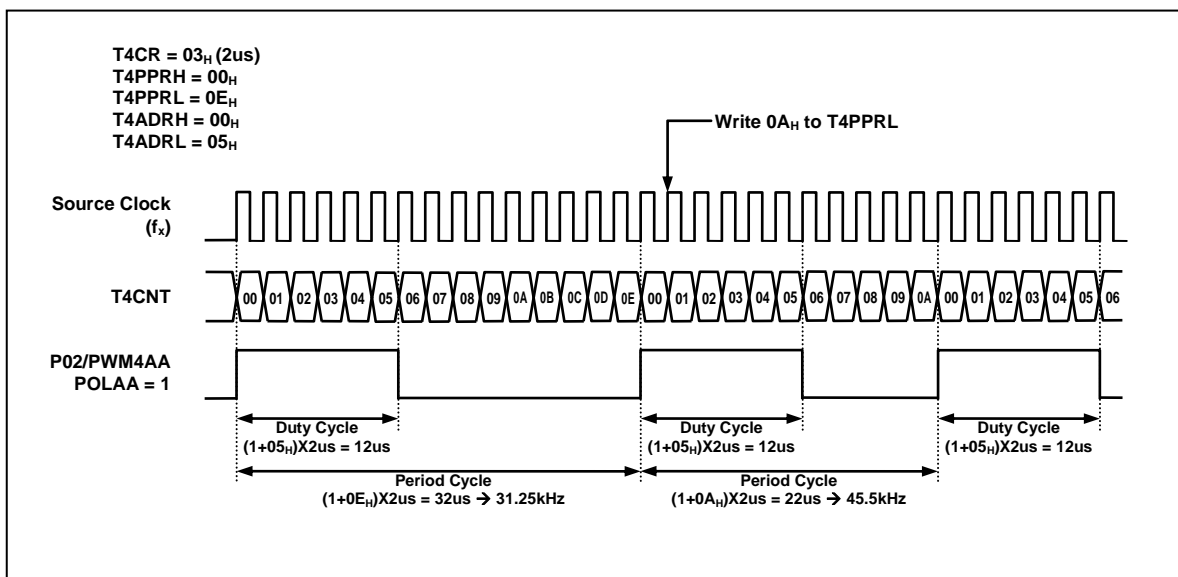 T4CR = 03H (2us)
T4PPRH = 00H
T4PPRL = 0EH
T4ADRH = 00H
T4ADRL = 05H
Write 0AH to T4PPRL
Source Clock
(fx)
T4CNT
00 01 02 03 04 05 06 07 08 09 0A 0B 0C 0D 0E 00 01 02 03 04 05 06 07 08 09 0A 00 01 02 03 04 05 06
P02/PWM4AA
POLAA = 1
Duty Cycle
(1+05H)X2us = 12us
Duty Cycle
(1+05H)X2us = 12us
Duty Cycle
(1+05H)X2us = 12us
Period Cycle
(1+0EH)X2us = 32us → 31.25kHz
Period Cycle
(1+0AH)X2us = 22us → 45.5kHz